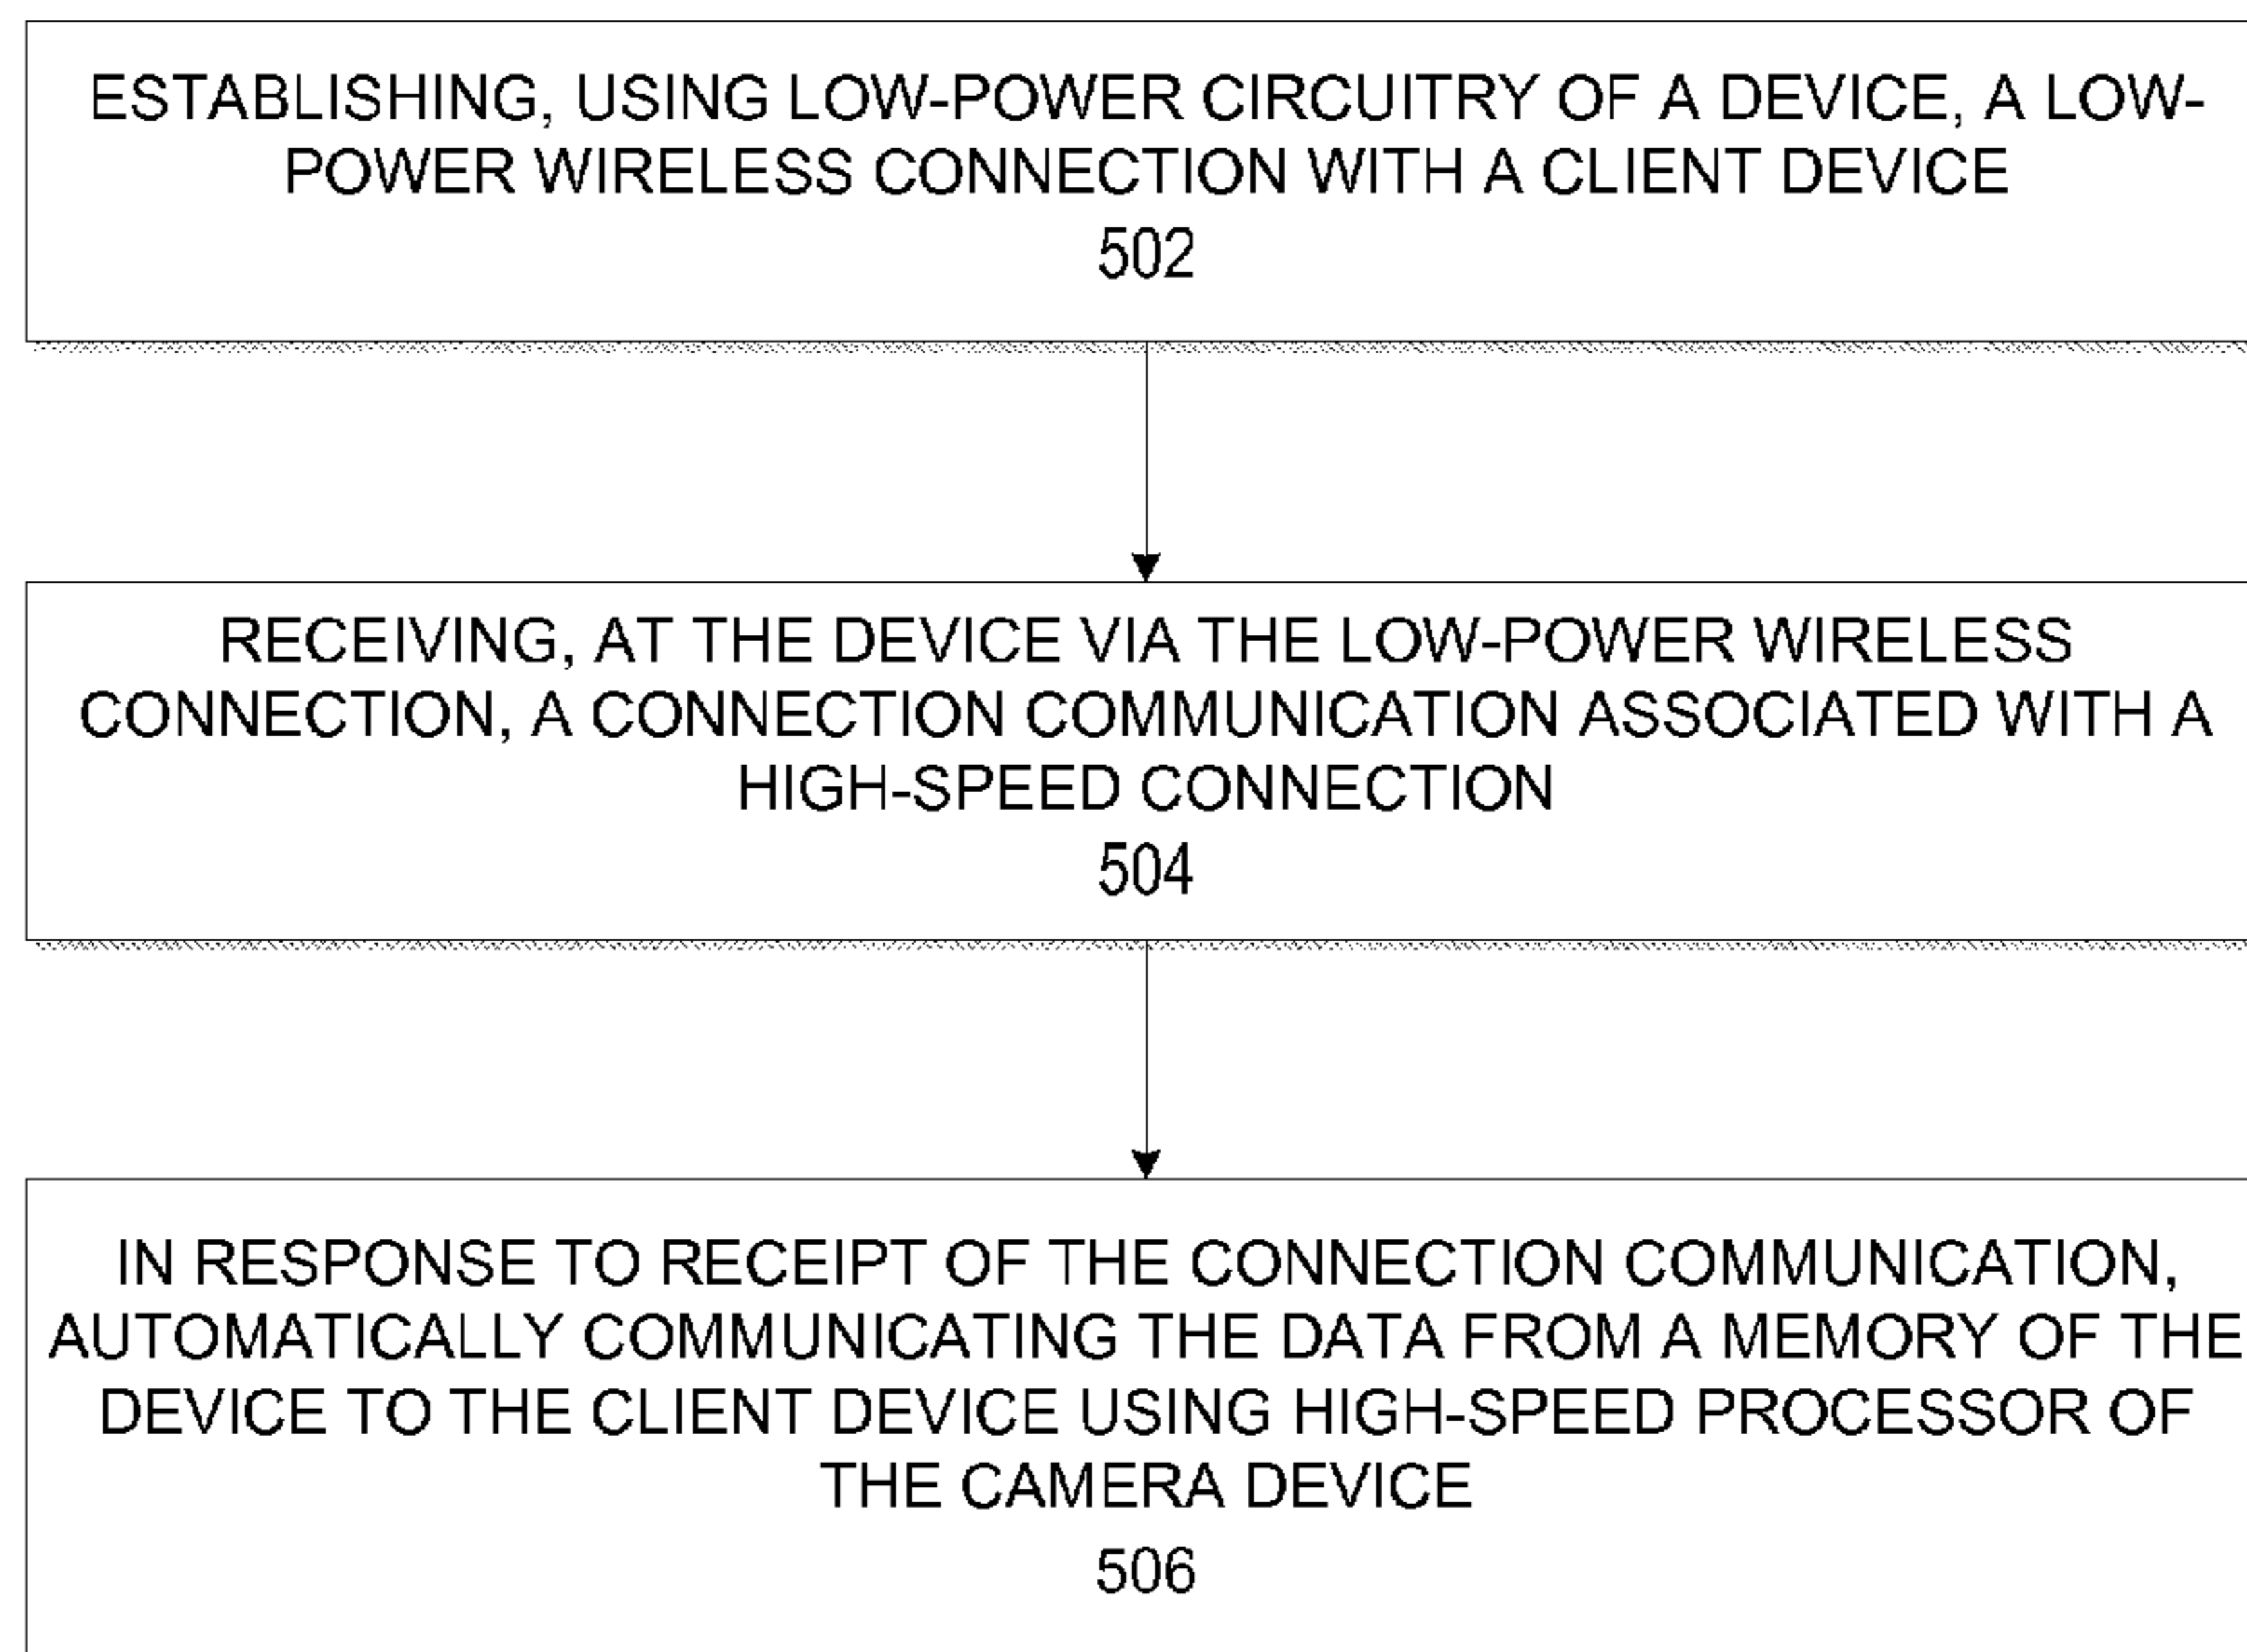 ESTABLISHING, USING LOW-POWER CIRCUITRY OF A DEVICE, A LOW-
POWER WIRELESS CONNECTION WITH A CLIENT DEVICE
502
RECEIVING, AT THE DEVICE VIA THE LOW-POWER WIRELESS
CONNECTION, A CONNECTION COMMUNICATION ASSOCIATED WITH A
HIGH-SPEED CONNECTION
504
IN RESPONSE TO RECEIPT OF THE CONNECTION COMMUNICATION,
AUTOMATICALLY COMMUNICATING THE DATA FROM A MEMORY OF THE
DEVICE TO THE CLIENT DEVICE USING HIGH-SPEED PROCESSOR OF
THE CAMERA DEVICE
506